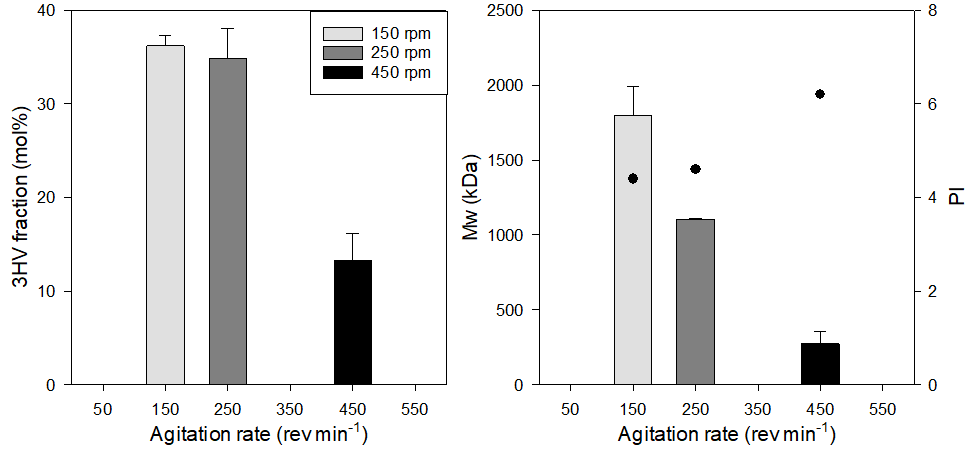 3HV fraction (mol%)
40
30
20
10
0
150 rpm
250 rpm
450 rpm
50 150 250 350 450 550
Agitation rate (rev min⁻¹)
Mw (kDa)
2500
2000
1500
1000
500
0
50 150 250 350 450 550
Agitation rate (rev min⁻¹)
8
6
4
2
0
PI